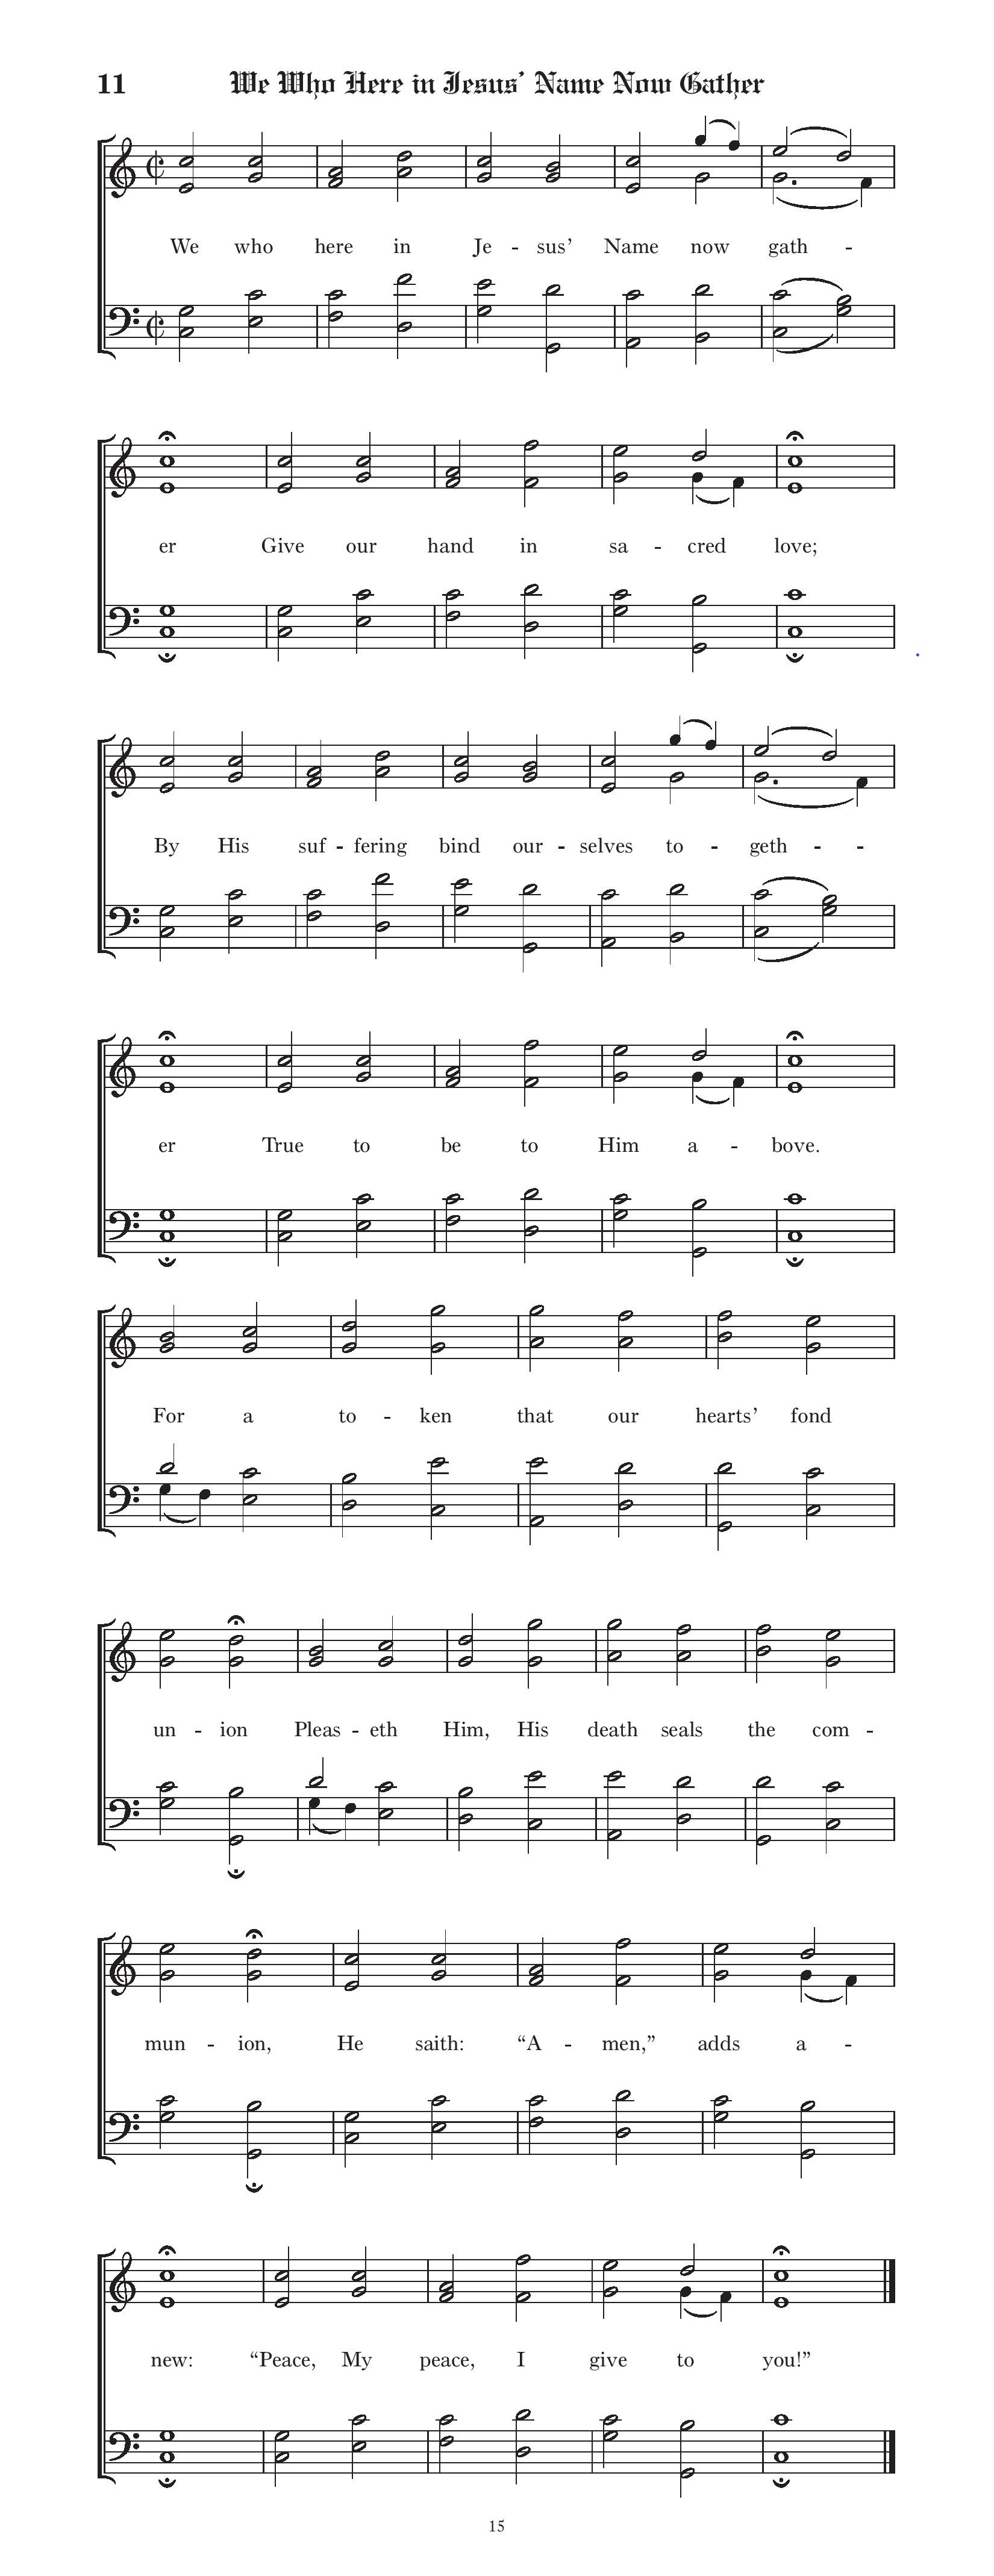 11 We Who Here in Jesus’ Name Now Gather
We who here in Je - sus’ Name now gath -
er Give our hand in sa - cred love;
By His suf - fering bind our - selves to - geth - -
er True to be to Him a - bove.
For a to - ken that our hearts’ fond
un - ion Pleas - eth Him, His death seals the com -
mun - ion, He saith: “A - men,” adds a -
new: “Peace, My peace, I give to you!”
15